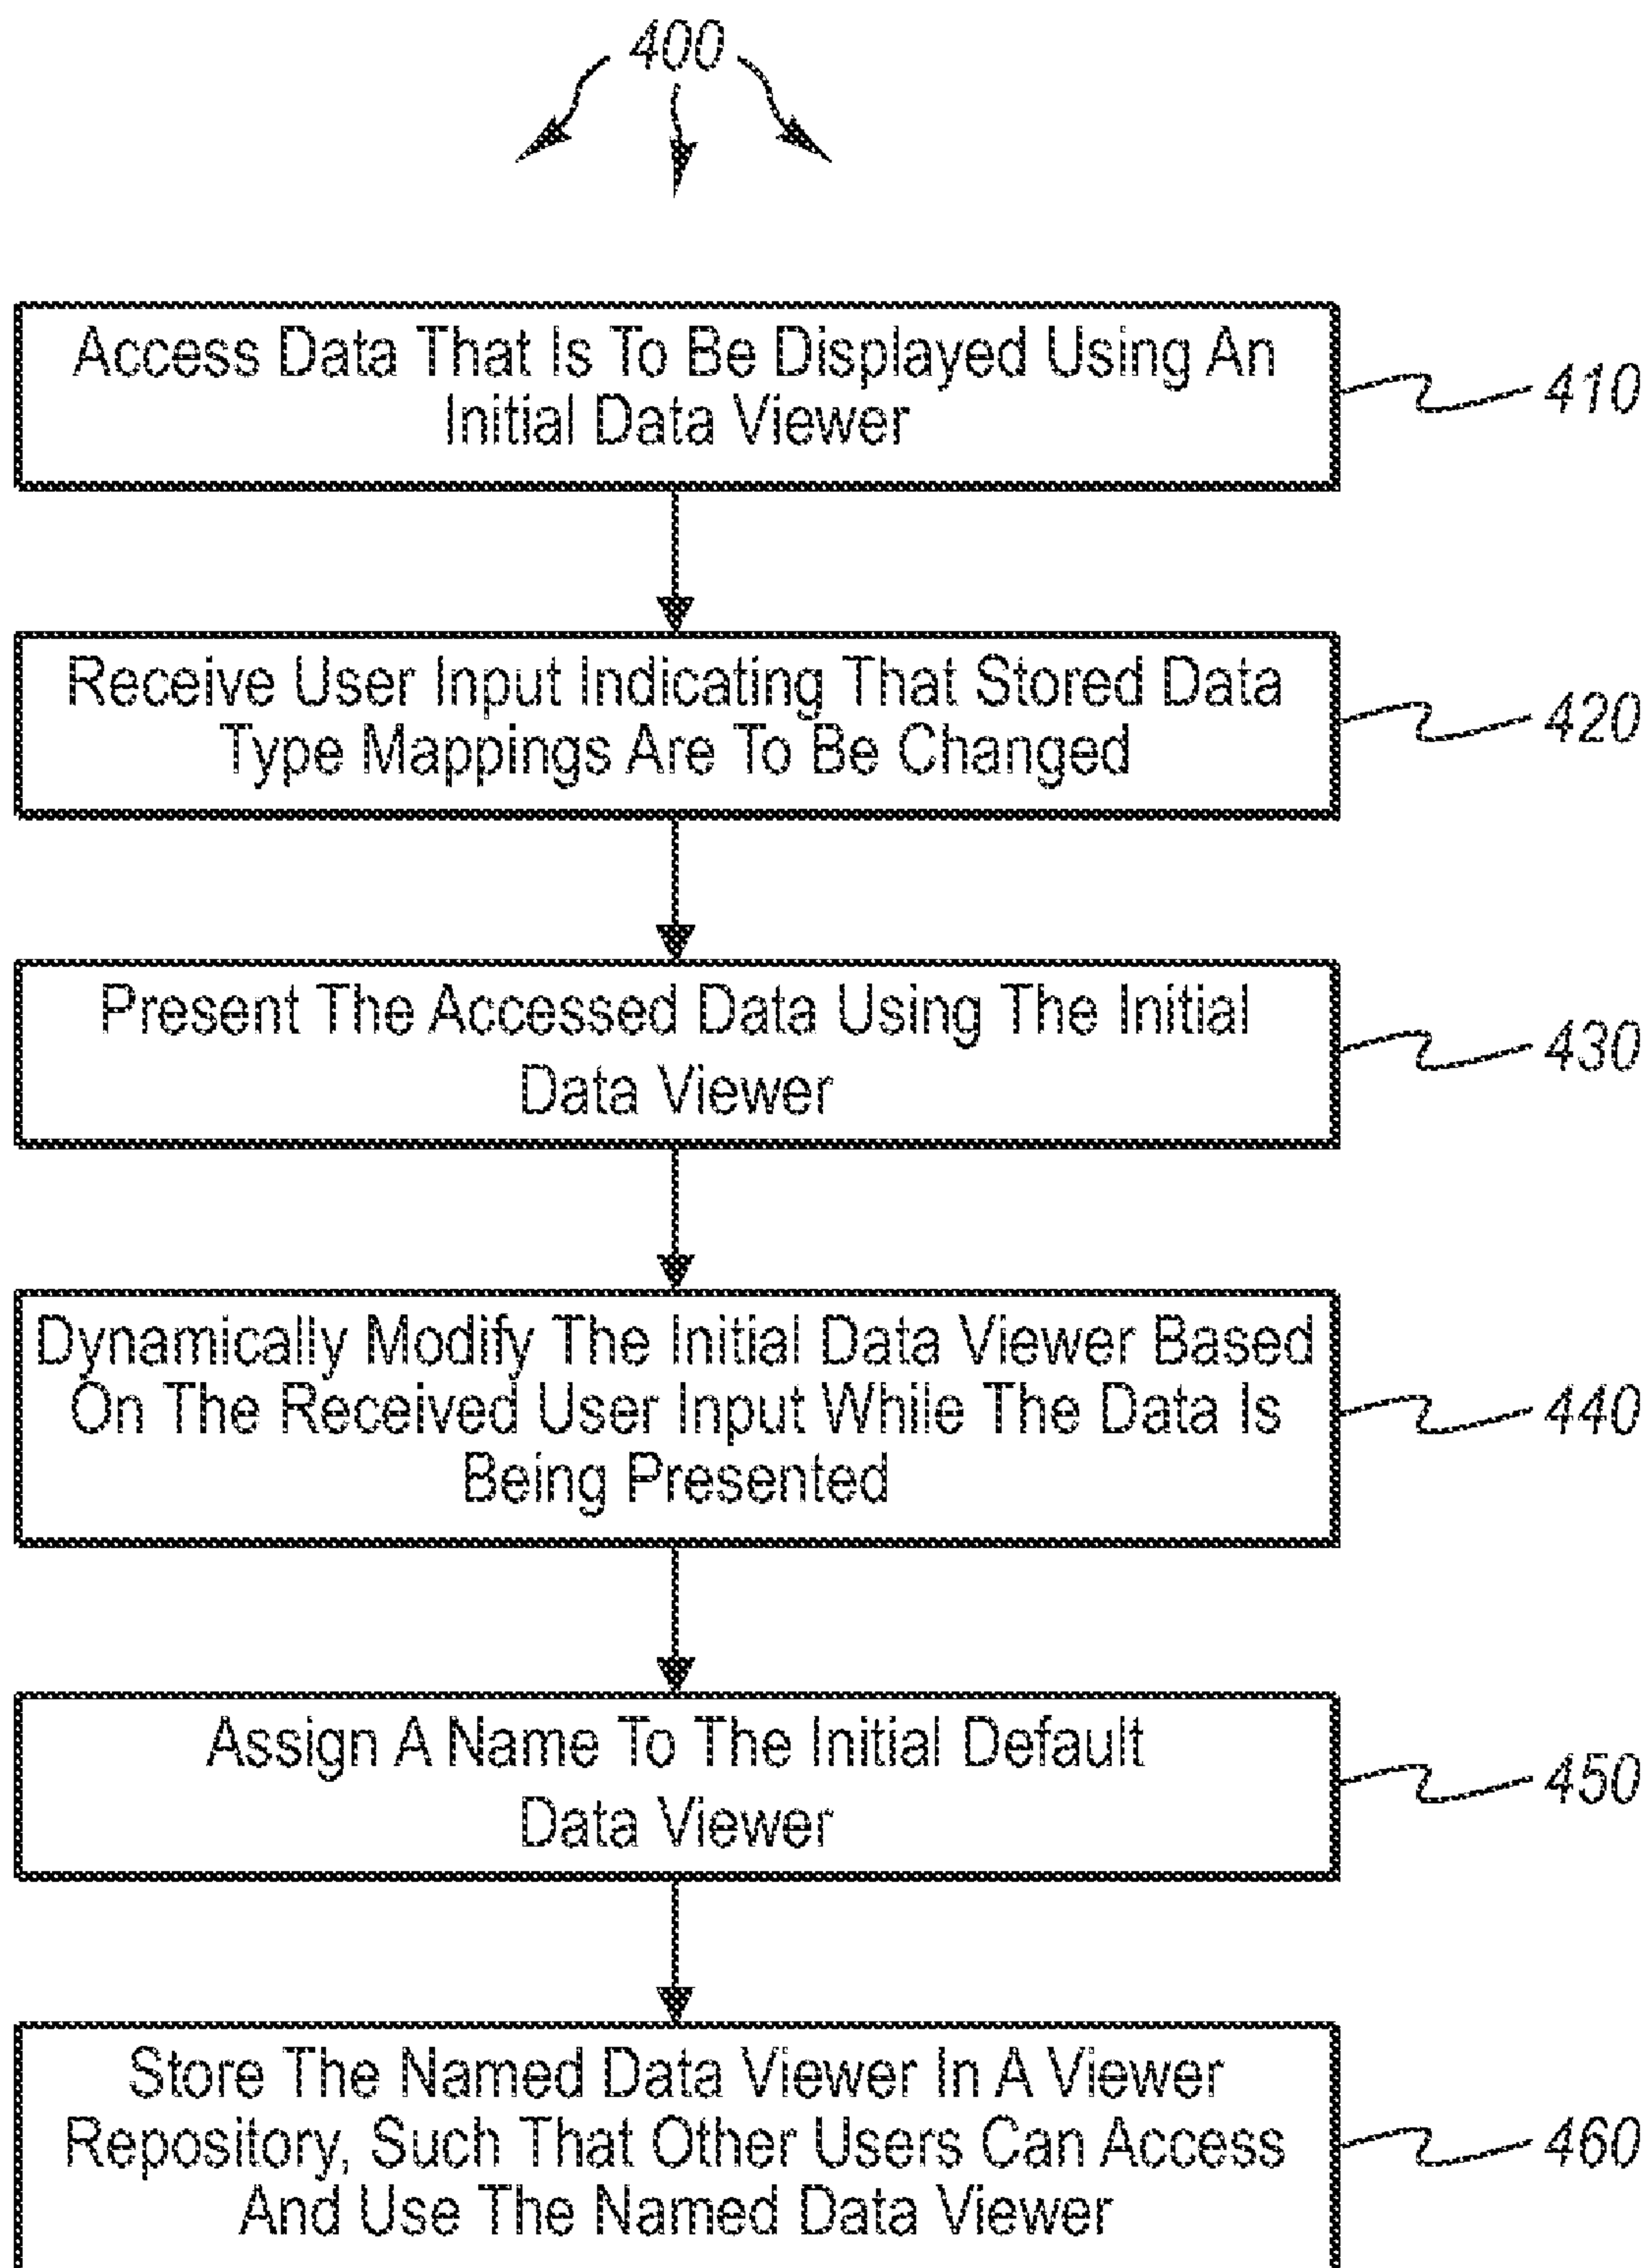 400
Access Data That Is To Be Displayed Using An
Initial Data Viewer
410
Receive User Input Indicating That Stored Data
Type Mappings Are To Be Changed
420
Present The Accessed Data Using The Initial
Data Viewer
430
Dynamically Modify The Initial Data Viewer Based
On The Received User Input While The Data Is
Being Presented
440
Assign A Name To The Initial Default
Data Viewer
450
Store The Named Data Viewer In A Viewer
Repository, Such That Other Users Can Access
And Use The Named Data Viewer
460